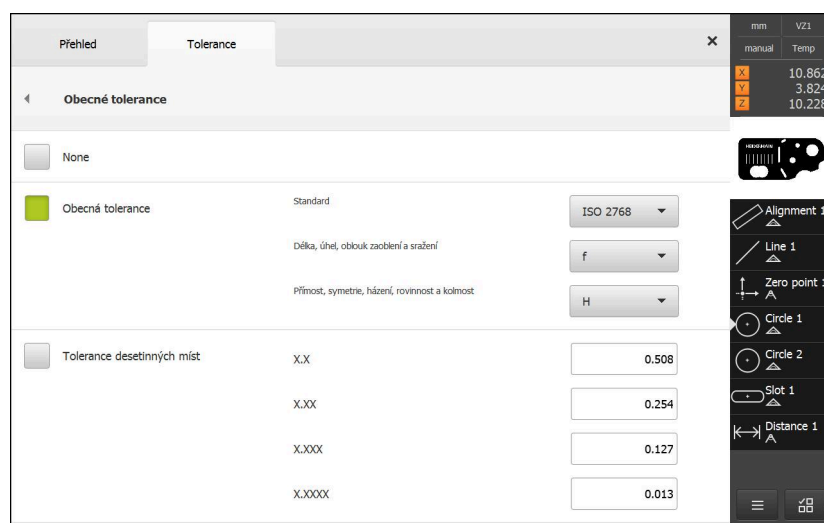 Přehled
Tolerance
×
Obecné tolerance
None
Obecná tolerance
Standard
ISO 2768
Délka, úhel, oblouk zaoblení a sražení
f
Přímost, symetrie, házení, rovinnost a kolmost
H
Tolerance desetinných míst
X.X
0.508
X.XX
0.254
X.XXX
0.127
X.XXXX
0.013
mm VZ1
manual Temp
X 10.862
Y 3.824
Z 10.228
HEIDENHAIN
Alignment 1
Line 1
Zero point 1
Circle 1
Circle 2
Slot 1
Distance 1